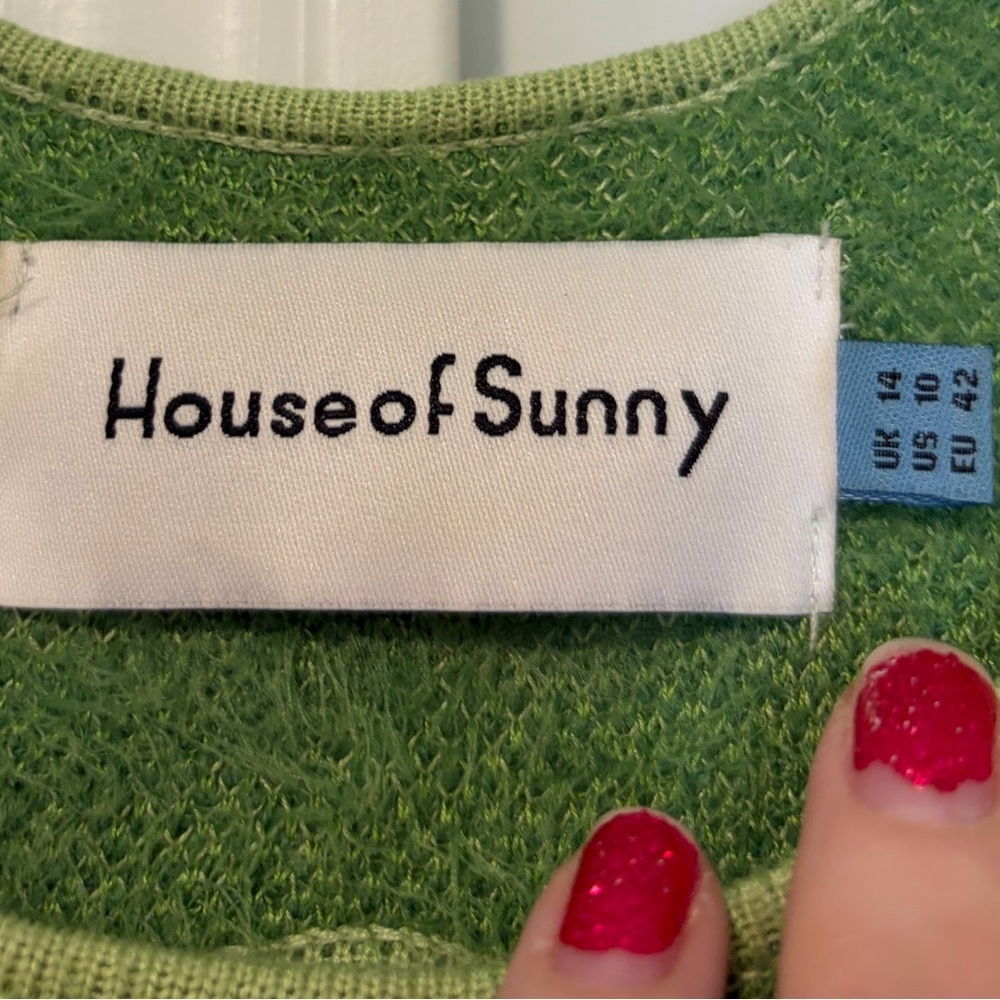 House of Sunny
UK 14
US 10
EU 42